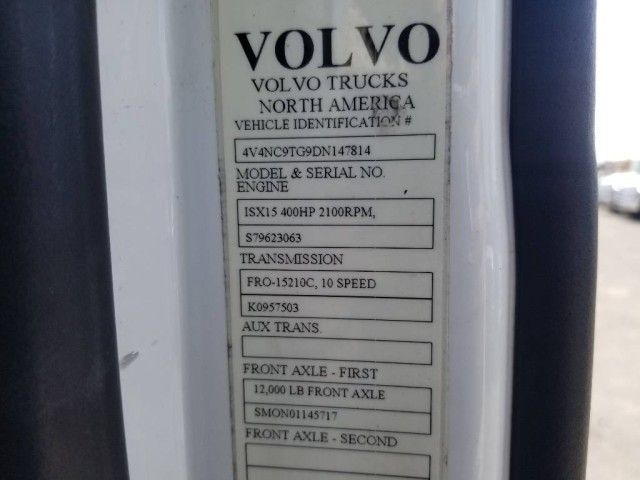 VOLVO
VOLVO TRUCKS
NORTH AMERICA
VEHICLE IDENTIFICATION #
4V4NC9TG9DN147814
MODEL & SERIAL NO.
ENGINE
ISX15 400HP 2100RPM,
S79623063
TRANSMISSION
FRO-15210C, 10 SPEED
K0957503
AUX TRANS.
FRONT AXLE - FIRST
12,000 LB FRONT AXLE
SMON01145717
FRONT AXLE - SECOND